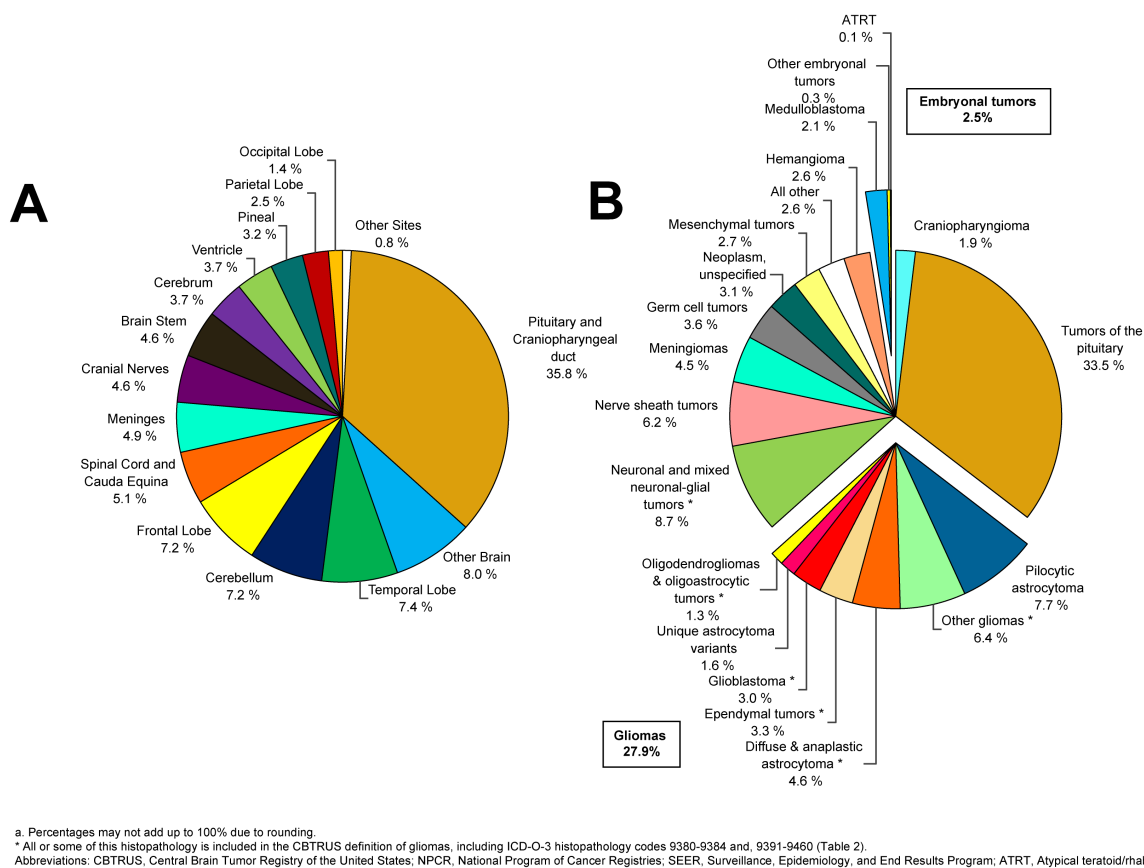 A
Occipital Lobe
1.4 %
Parietal Lobe
2.5 %
Pineal
3.2 %
Ventricle
3.7 %
Cerebrum
3.7 %
Brain Stem
4.6 %
Cranial Nerves
4.6 %
Meninges
4.9 %
Spinal Cord and
Cauda Equina
5.1 %
Frontal Lobe
7.2 %
Cerebellum
7.2 %
Temporal Lobe
7.4 %
Other Brain
8.0 %
Pituitary and
Craniopharyngeal
duct
35.8 %
Other Sites
0.8 %
B
ATRT
0.1 %
Other embryonal
tumors
0.3 %
Medulloblastoma
2.1 %
Embryonal tumors
2.5%
Hemangioma
2.6 %
All other
2.6 %
Mesenchymal tumors
2.7 %
Neoplasm,
unspecified
3.1 %
Germ cell tumors
3.6 %
Meningiomas
4.5 %
Nerve sheath tumors
6.2 %
Neuronal and mixed
neuronal-glial
tumors *
8.7 %
Craniopharyngioma
1.9 %
Tumors of the
pituitary
33.5 %
Pilocytic
astrocytoma
7.7 %
Other gliomas *
6.4 %
Oligodendrogliomas
& oligoastrocytic
tumors *
1.3 %
Unique astrocytoma
variants
1.6 %
Glioblastoma *
3.0 %
Ependymal tumors *
3.3 %
Diffuse & anaplastic
astrocytoma *
4.6 %
Gliomas
27.9%
a. Percentages may not add up to 100% due to rounding.
* All or some of this histopathology is included in the CBTRUS definition of gliomas, including ICD-O-3 histopathology codes 9380-9384 and, 9391-9460 (Table 2).
Abbreviations: CBTRUS, Central Brain Tumor Registry of the United States; NPCR, National Program of Cancer Registries; SEER, Surveillance, Epidemiology, and End Results Program; ATRT, Atypical teratoid/rhal